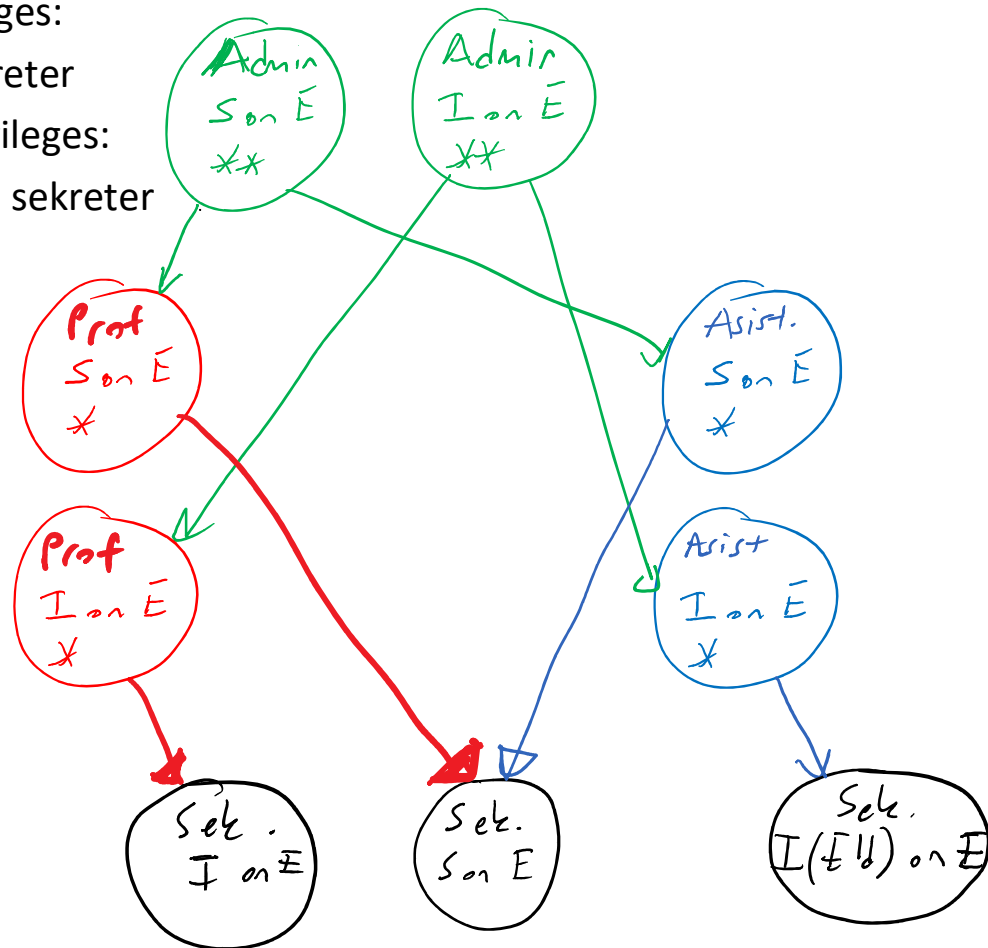 ges:
reter
ileges:
sekreter
Admin
S on E
**
Admin
I on E
**
Prof
S on E
*
Asist.
S on E
*
Prof
I on E
*
Asist
I on E
*
Sek.
I on E
Sek.
S on E
Sek.
on E